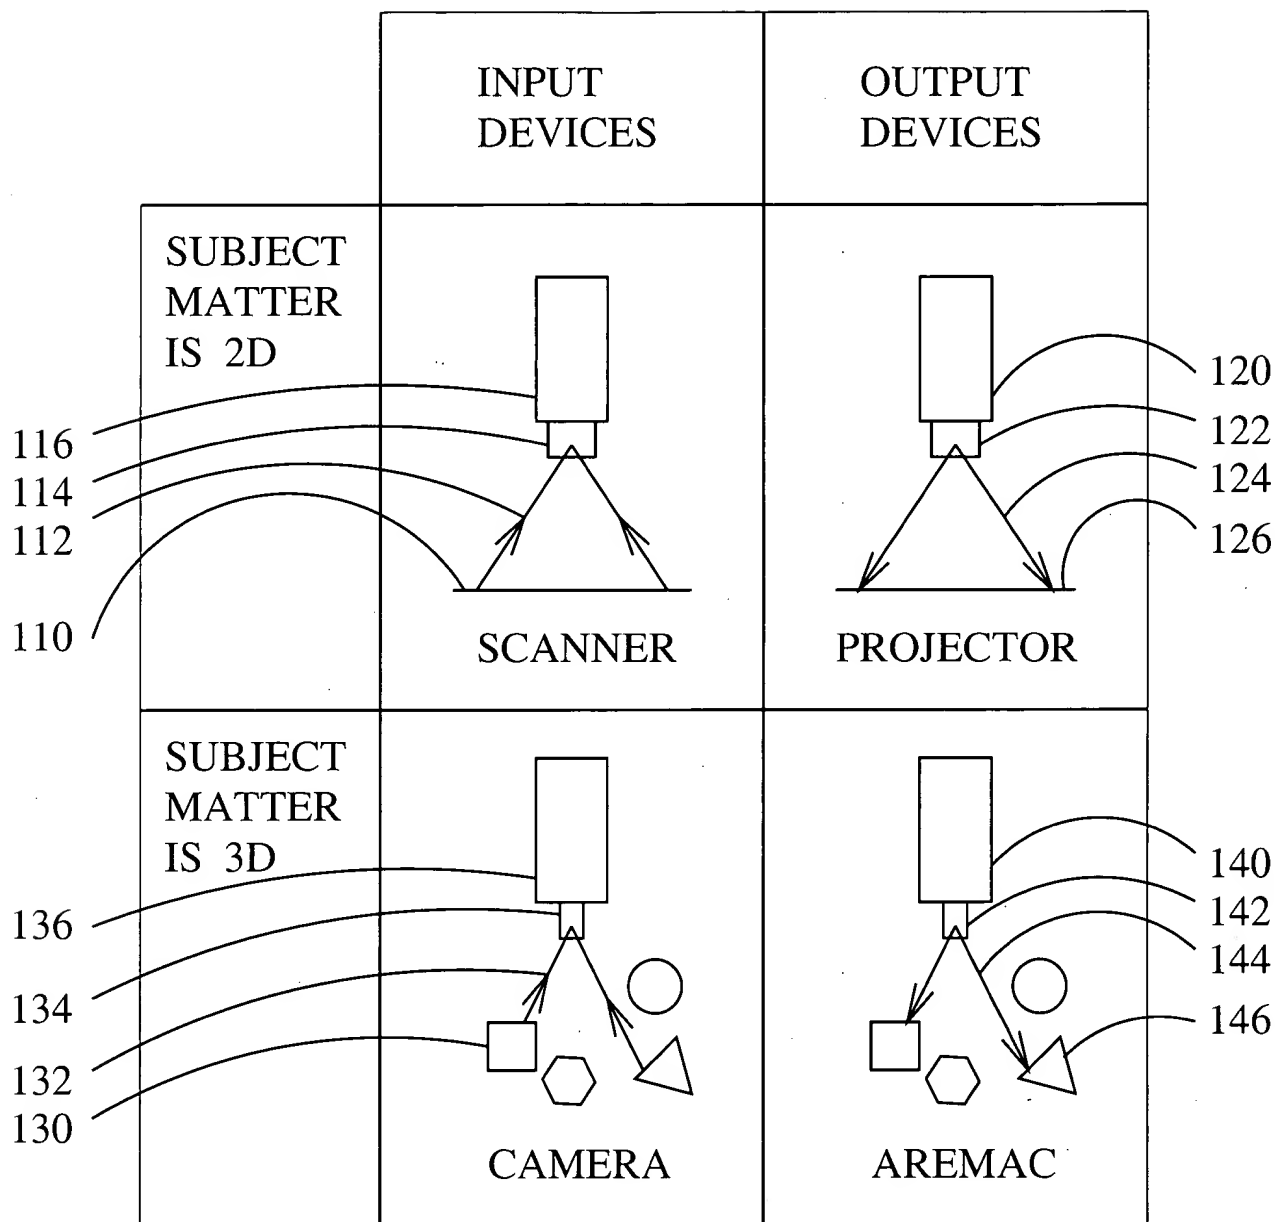 INPUT
DEVICES
OUTPUT
DEVICES
SUBJECT
MATTER
IS 2D
116
114
112
110
120
122
124
126
SCANNER
PROJECTOR
SUBJECT
MATTER
IS 3D
136
134
132
130
140
142
144
146
CAMERA
AREMAC